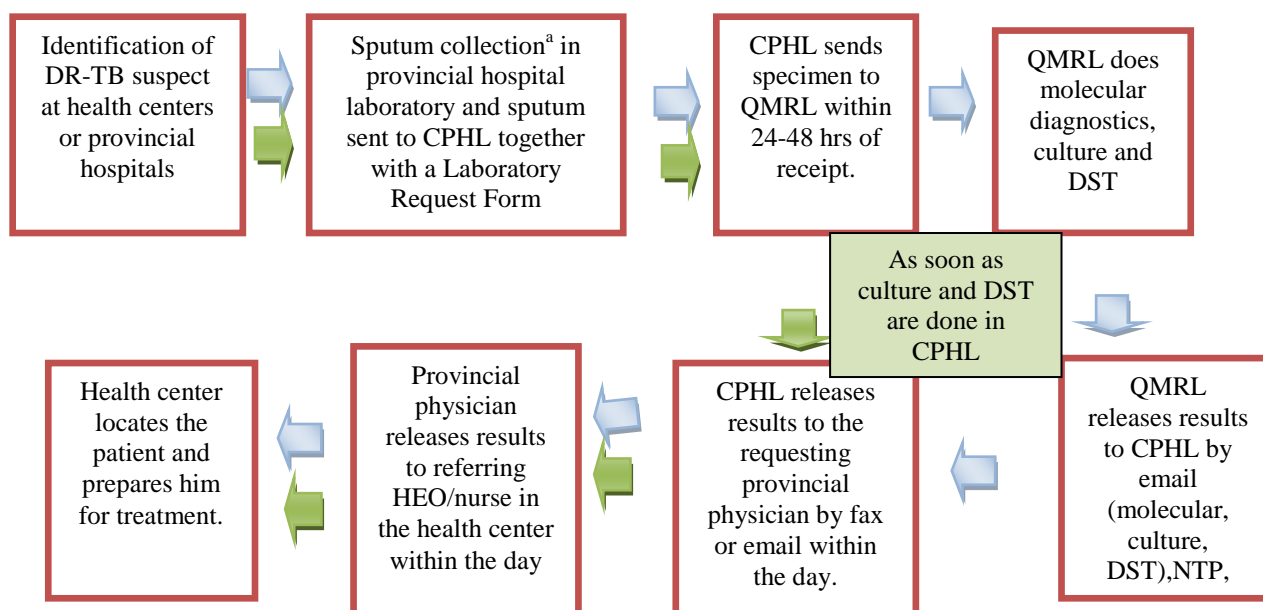 Identification of
DR-TB suspect
at health centers
or provincial
hospitals
Sputum collectionᵃ in
provincial hospital
laboratory and sputum
sent to CPHL together
with a Laboratory
Request Form
CPHL sends
specimen to
QMRL within
24-48 hrs of
receipt.
QMRL does
molecular
diagnostics,
culture and
DST
As soon as
culture and DST
are done in
CPHL
QMRL
releases results
to CPHL by
email
(molecular,
culture,
DST),NTP,
CPHL releases
results to the
requesting
provincial
physician by fax
or email within
the day.
Provincial
physician
releases results
to referring
HEO/nurse in
the health center
within the day
Health center
locates the
patient and
prepares him
for treatment.